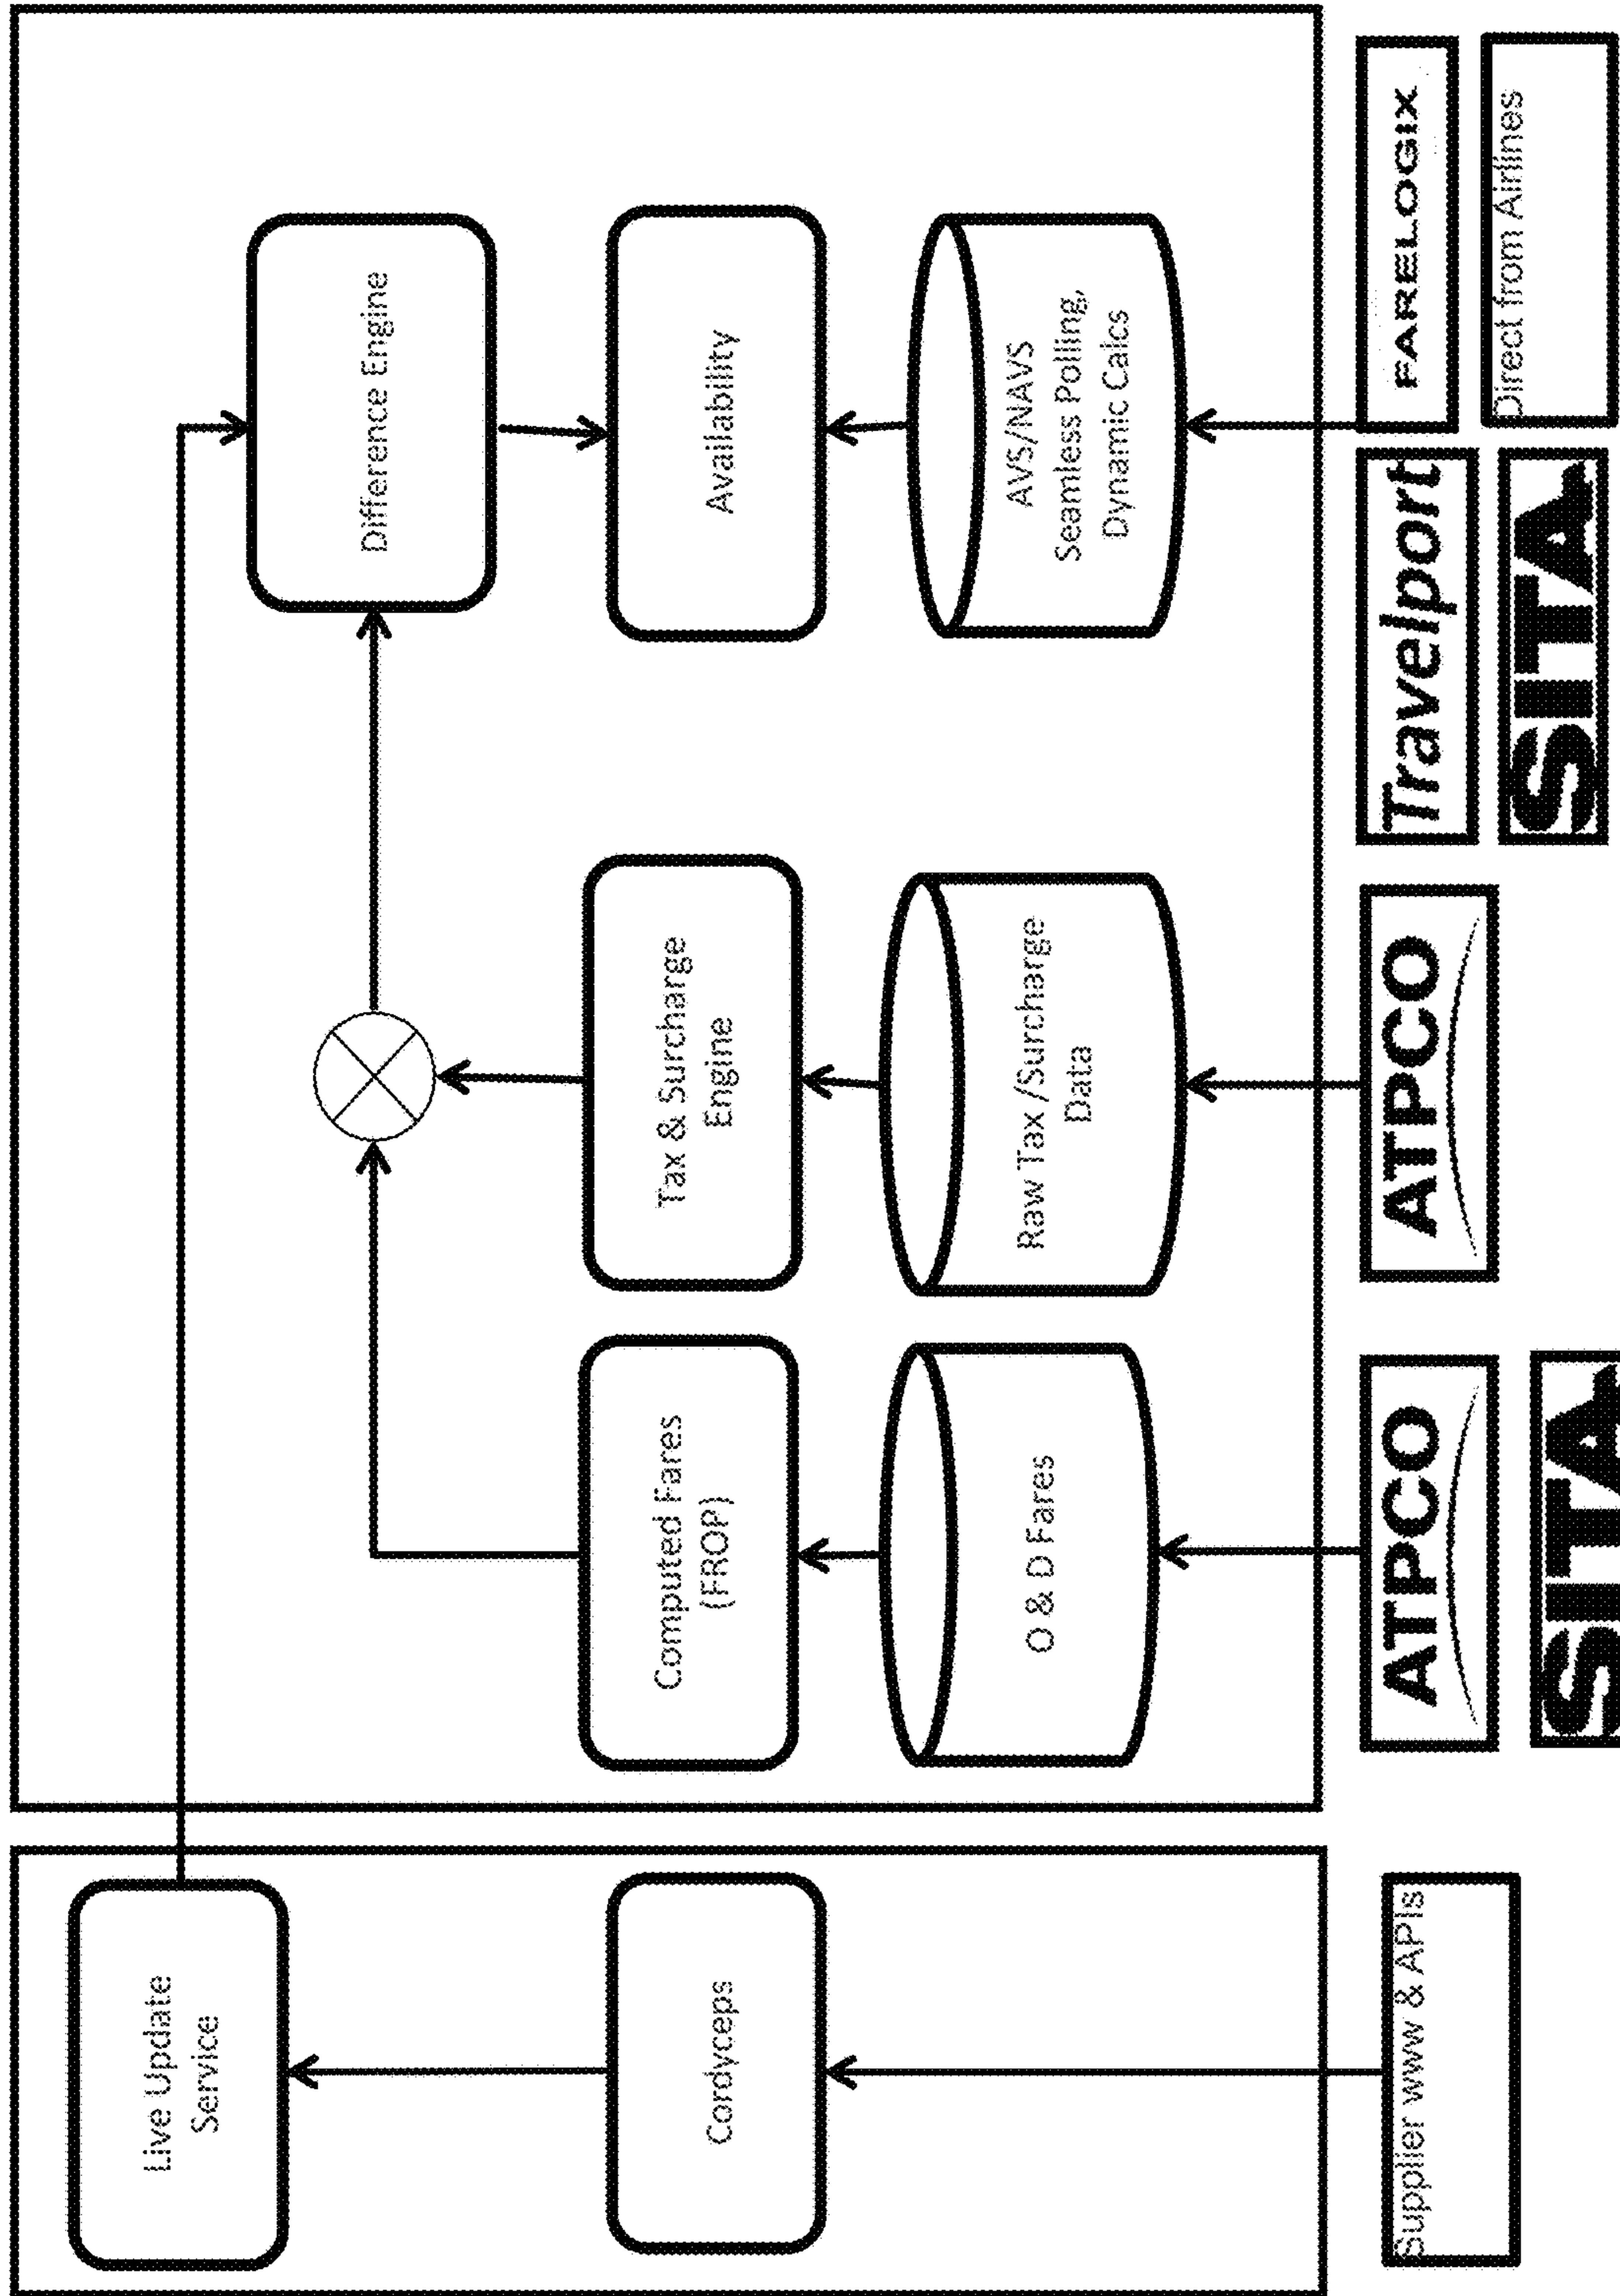 Live Update
Service
Cordyceps
Supplier www & APIs
Computed Fares
(FROP)
O & D Fares
ATPCO
SITA
Tax & Surcharge
Engine
Raw Tax /Surcharge
Data
ATPCO
Difference Engine
Availability
AVS/NAVS
Seamless Polling,
Dynamic Calcs
Travelport
SITA
FARELOGIX
Direct from Airlines